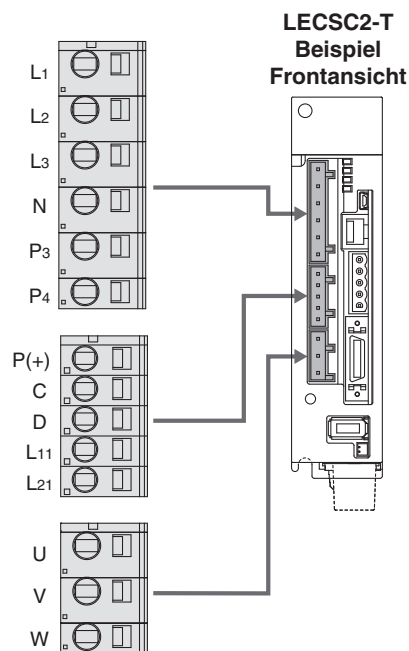 LECSC2-T
Beispiel
Frontansicht
L1
L2
L3
N
P3
P4
P(+)
C
D
L11
L21
U
V
W